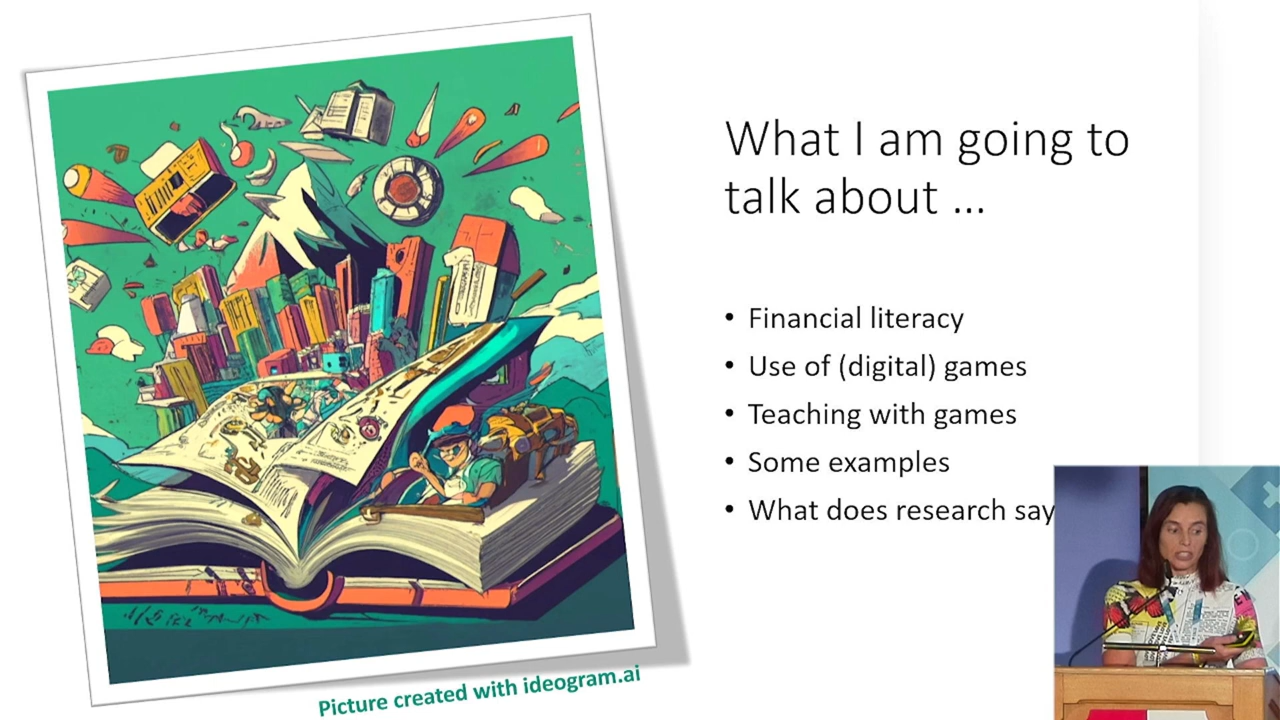 What I am going to
talk about ...
• Financial literacy
• Use of (digital) games
• Teaching with games
• Some examples
• What does research say
Picture created with ideogram.ai